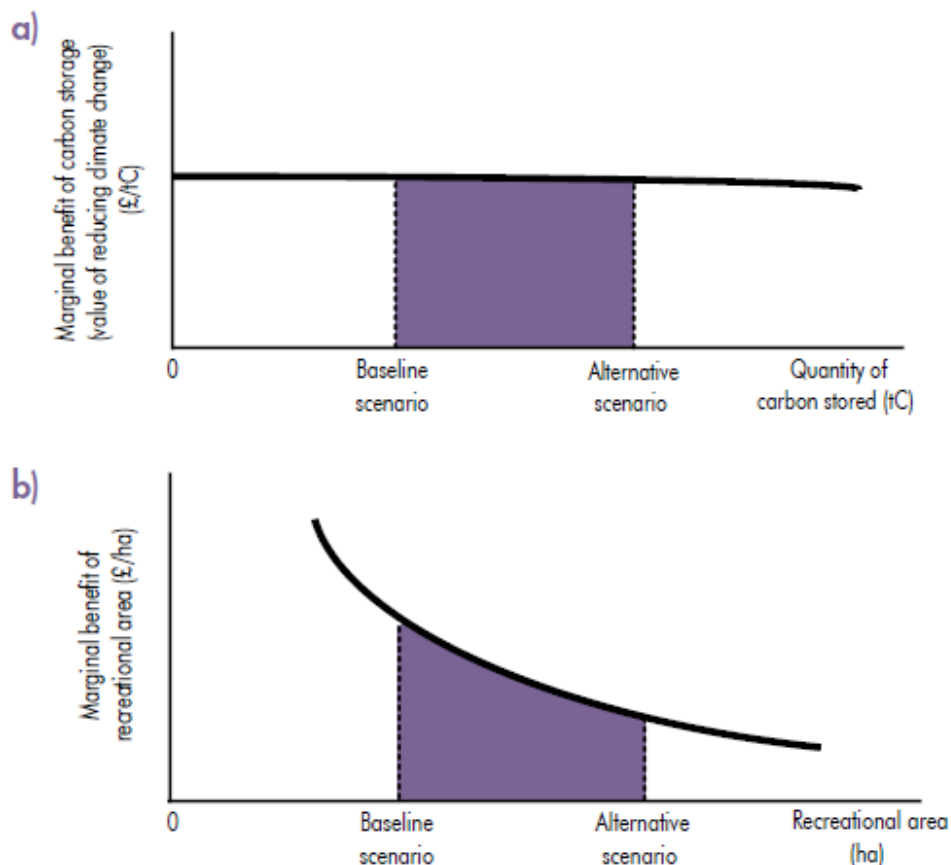 a)
Marginal benefit of carbon storage
(value of reducing climate change)
(£/tC)
0
Baseline
scenario
Alternative
scenario
Quantity of
carbon stored (tC)
b)
Marginal benefit of
recreational area (£/ha)
0
Baseline
scenario
Alternative
scenario
Recreational area
(ha)